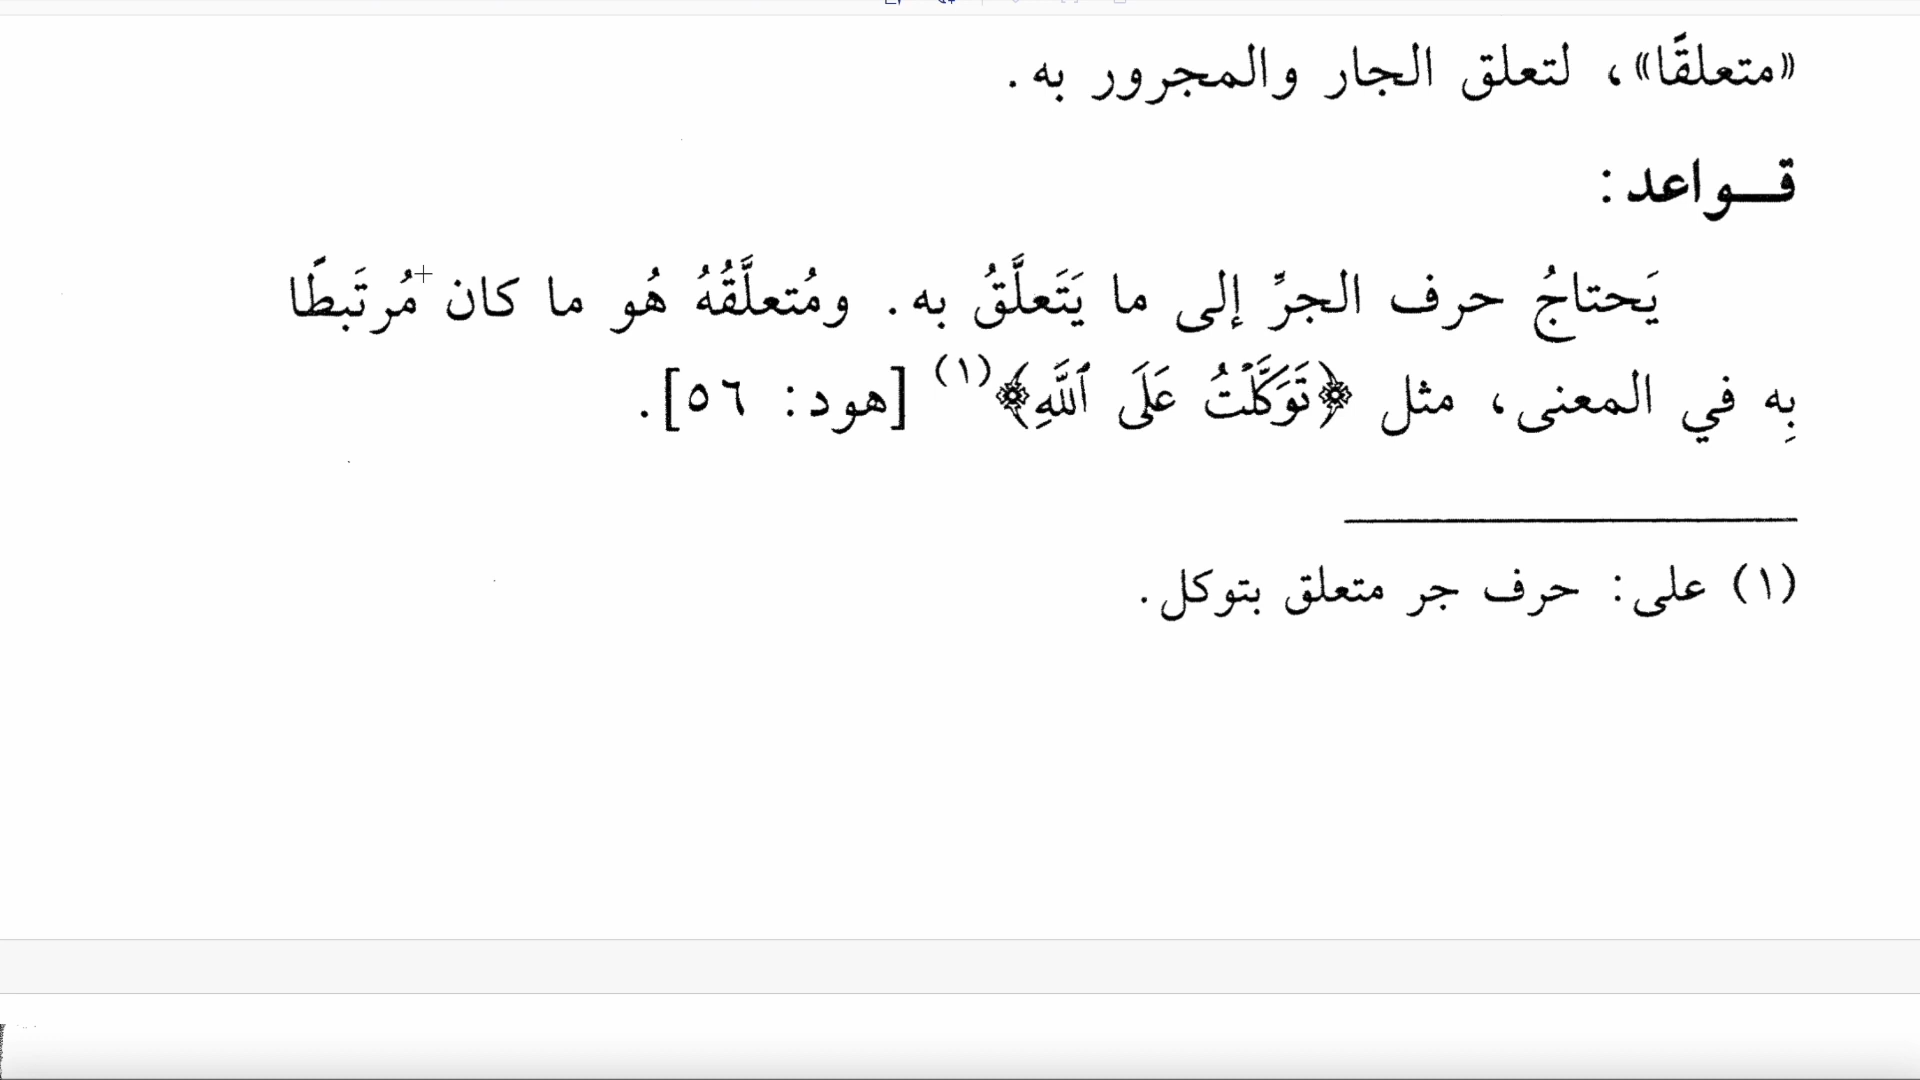 «متعلقًا»، لتعلق الجار والمجرور به.
قـــواعد:
يَحتاجُ حرف الجرِّ إلى ما يَتَعلَّقُ به. ومُتعلَّقُهُ هُو ما كان مُرتَبطًا
بِه في المعنى، مثل ﴿تَوَكَّلْتُ عَلَى ٱللَّهِ﴾(١) [هود: ٥٦].
(١) على: حرف جر متعلق بتوكل.